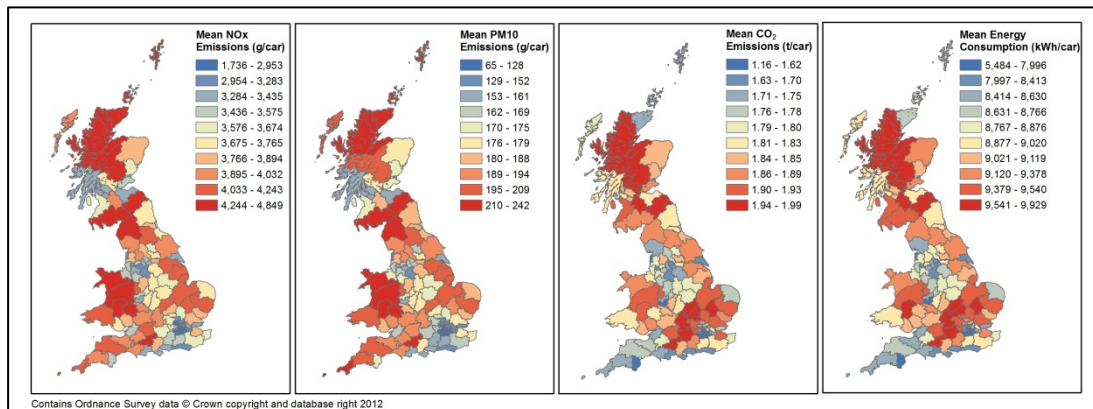 Mean NOx
Emissions (g/car)
1,736 - 2,953
2,954 - 3,283
3,284 - 3,435
3,436 - 3,575
3,576 - 3,674
3,675 - 3,765
3,766 - 3,894
3,895 - 4,032
4,033 - 4,243
4,244 - 4,849
Mean PM10
Emissions (g/car)
65 - 128
129 - 152
153 - 161
162 - 169
170 - 175
176 - 179
180 - 188
189 - 194
195 - 209
210 - 242
Mean CO₂
Emissions (t/car)
1.16 - 1.62
1.63 - 1.70
1.71 - 1.75
1.76 - 1.78
1.79 - 1.80
1.81 - 1.83
1.84 - 1.85
1.86 - 1.89
1.90 - 1.93
1.94 - 1.99
Mean Energy
Consumption (kWh/car)
5,484 - 7,996
7,997 - 8,413
8,414 - 8,630
8,631 - 8,766
8,767 - 8,876
8,877 - 9,020
9,021 - 9,119
9,120 - 9,378
9,379 - 9,540
9,541 - 9,929
Contains Ordnance Survey data © Crown copyright and database right 2012